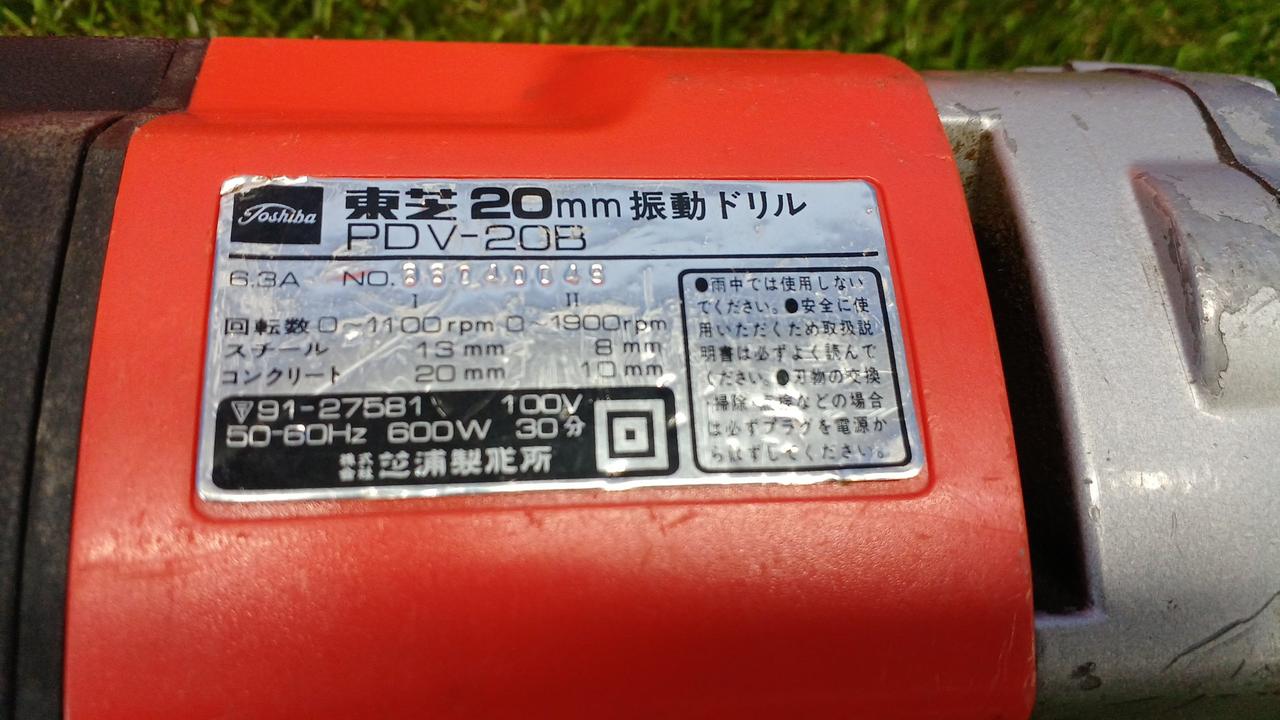 Toshiba
東芝 20mm 振動ドリル
PDV-20B
6.3A NO.
I II
回転数 0~1100rpm 0~1900rpm
スチール 13mm 8mm
コンクリート 20mm 10mm
91-27581 100V
50-60Hz 600W 30分
株式会社 芝浦製作所
●雨中では使用しない
でください。●安全に使
用いただくため取扱説
明書は必ずよく読んで
ください。●刃物の交換
掃除、などの場合
は必ずプラグを電源か
らはずしてください。